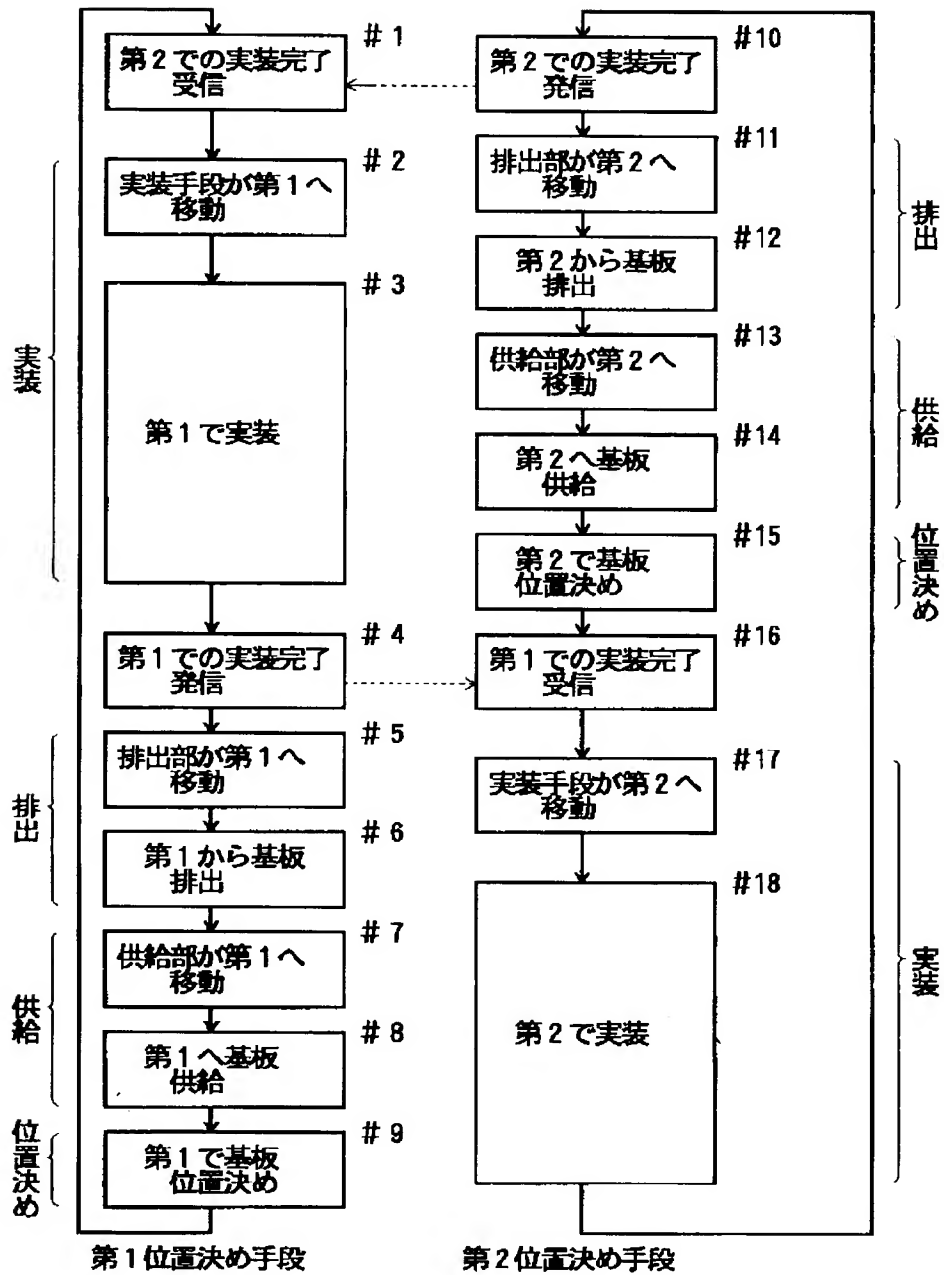 #1
第2での実装完了
受信
#2
実装手段が第1へ
移動
#3
第1で実装
実装
#4
第1での実装完了
発信
#5
排出部が第1へ
移動
#6
第1から基板
排出
排出
#7
供給部が第1へ
移動
#8
第1へ基板
供給
供給
#9
第1で基板
位置決め
位置決め
第1位置決め手段
#10
第2での実装完了
発信
#11
排出部が第2へ
移動
#12
第2から基板
排出
排出
#13
供給部が第2へ
移動
#14
第2へ基板
供給
供給
#15
第2で基板
位置決め
位置決め
#16
第1での実装完了
受信
#17
実装手段が第2へ
移動
#18
第2で実装
実装
第2位置決め手段